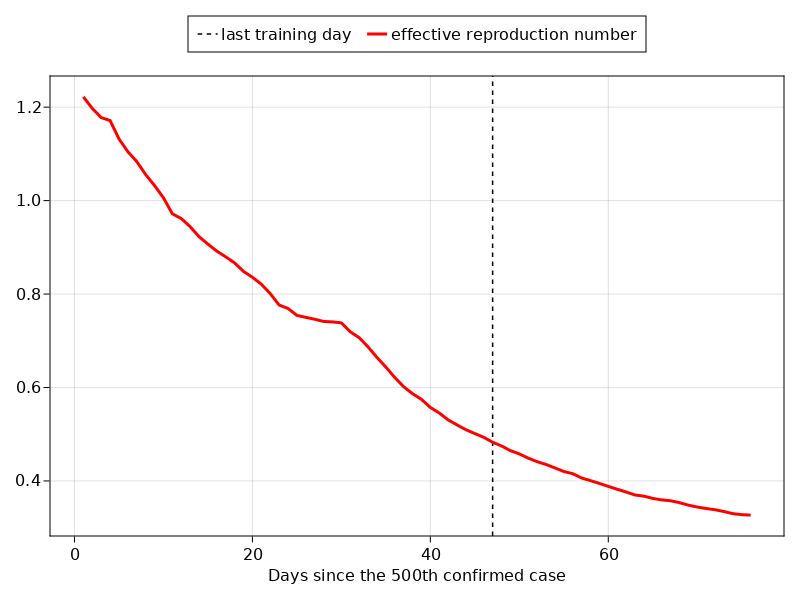 last training day effective reproduction number
1.2
1.0
0.8
0.6
0.4
0 20 40 60
Days since the 500th confirmed case